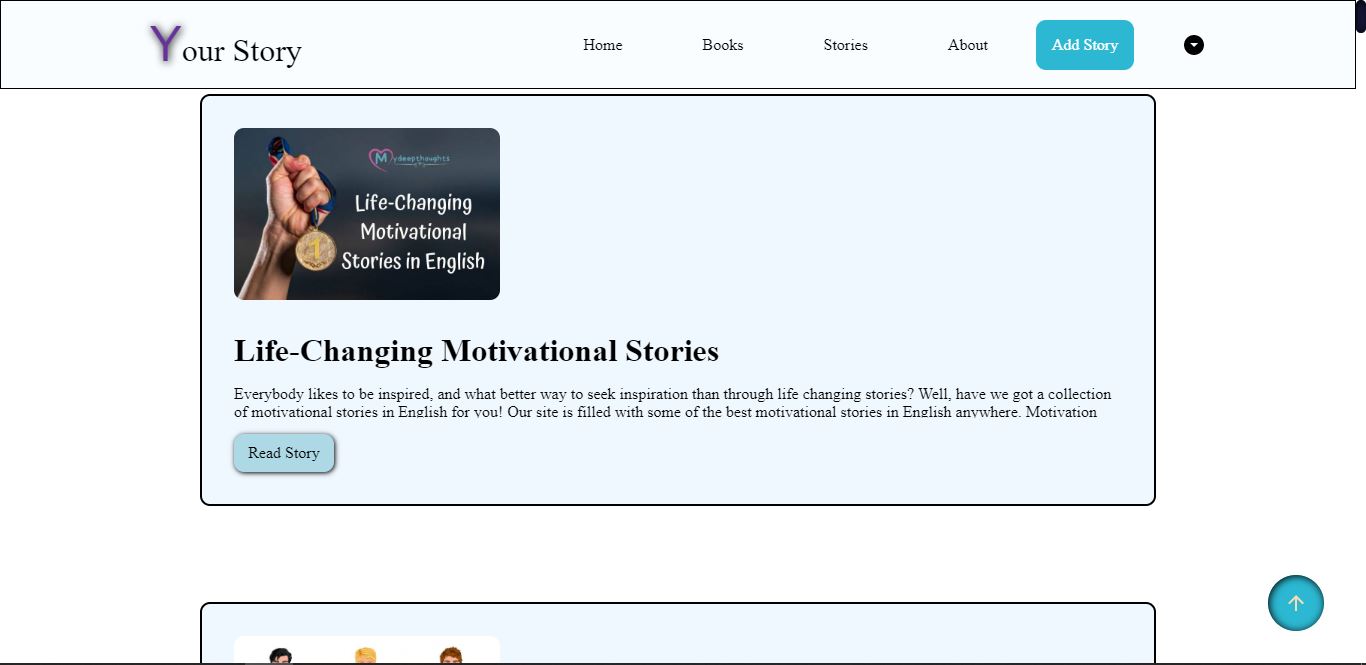 Your Story
Home
Books
Stories
About
Add Story
Mydeepthoughts
Life-Changing
Motivational
Stories in English
1
Life-Changing Motivational Stories
Everybody likes to be inspired, and what better way to seek inspiration than through life changing stories? Well, have we got a collection
of motivational stories in English for you! Our site is filled with some of the best motivational stories in English anywhere. Motivation
Read Story